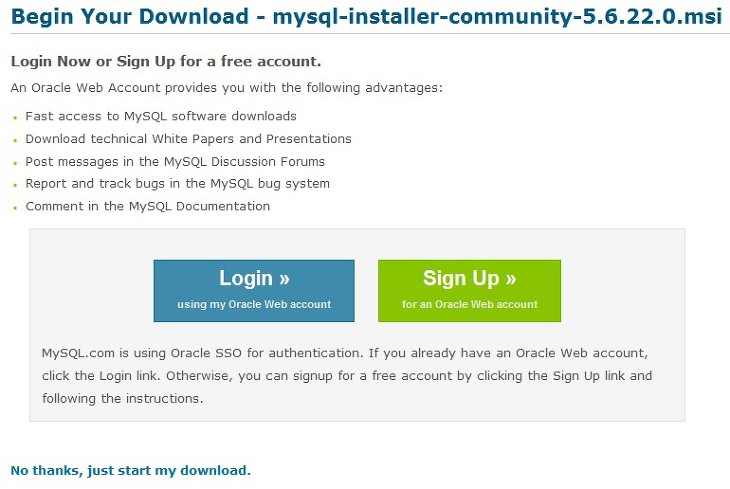 Begin Your Download - mysql-installer-community-5.6.22.0.msi
Login Now or Sign Up for a free account.
An Oracle Web Account provides you with the following advantages:
Fast access to MySQL software downloads
Download technical White Papers and Presentations
Post messages in the MySQL Discussion Forums
Report and track bugs in the MySQL bug system
Comment in the MySQL Documentation
Login »
using my Oracle Web account
Sign Up »
for an Oracle Web account
MySQL.com is using Oracle SSO for authentication. If you already have an Oracle Web account,
click the Login link. Otherwise, you can signup for a free account by clicking the Sign Up link and
following the instructions.
No thanks, just start my download.